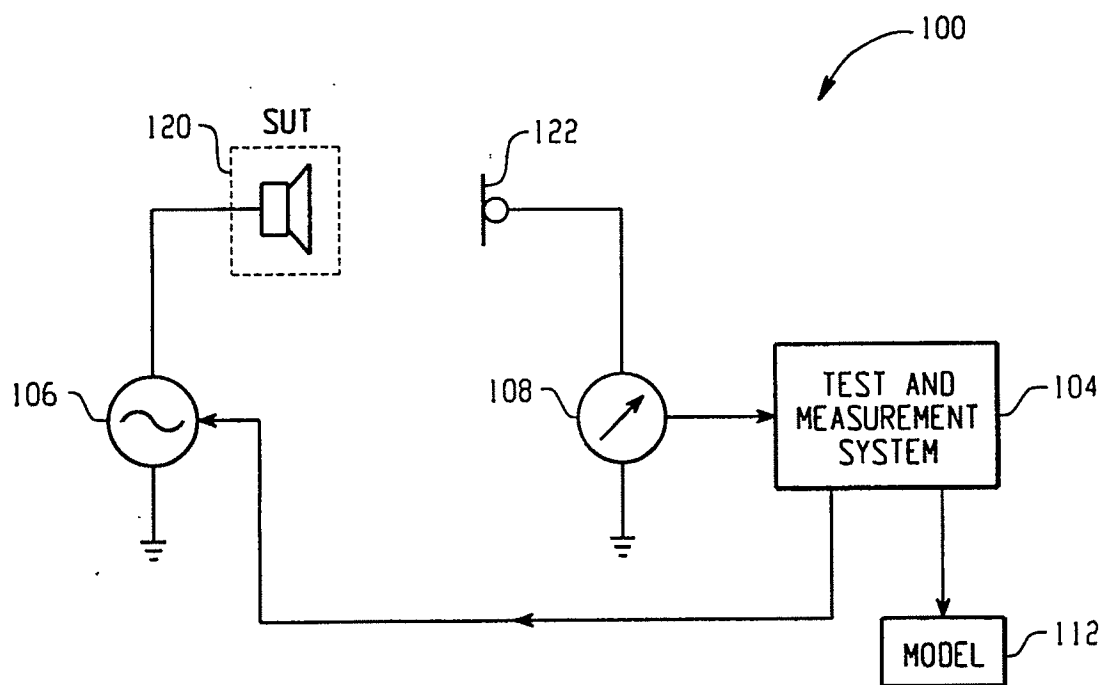 100
120
SUT
122
106
108
TEST AND
MEASUREMENT
SYSTEM
104
MODEL
112